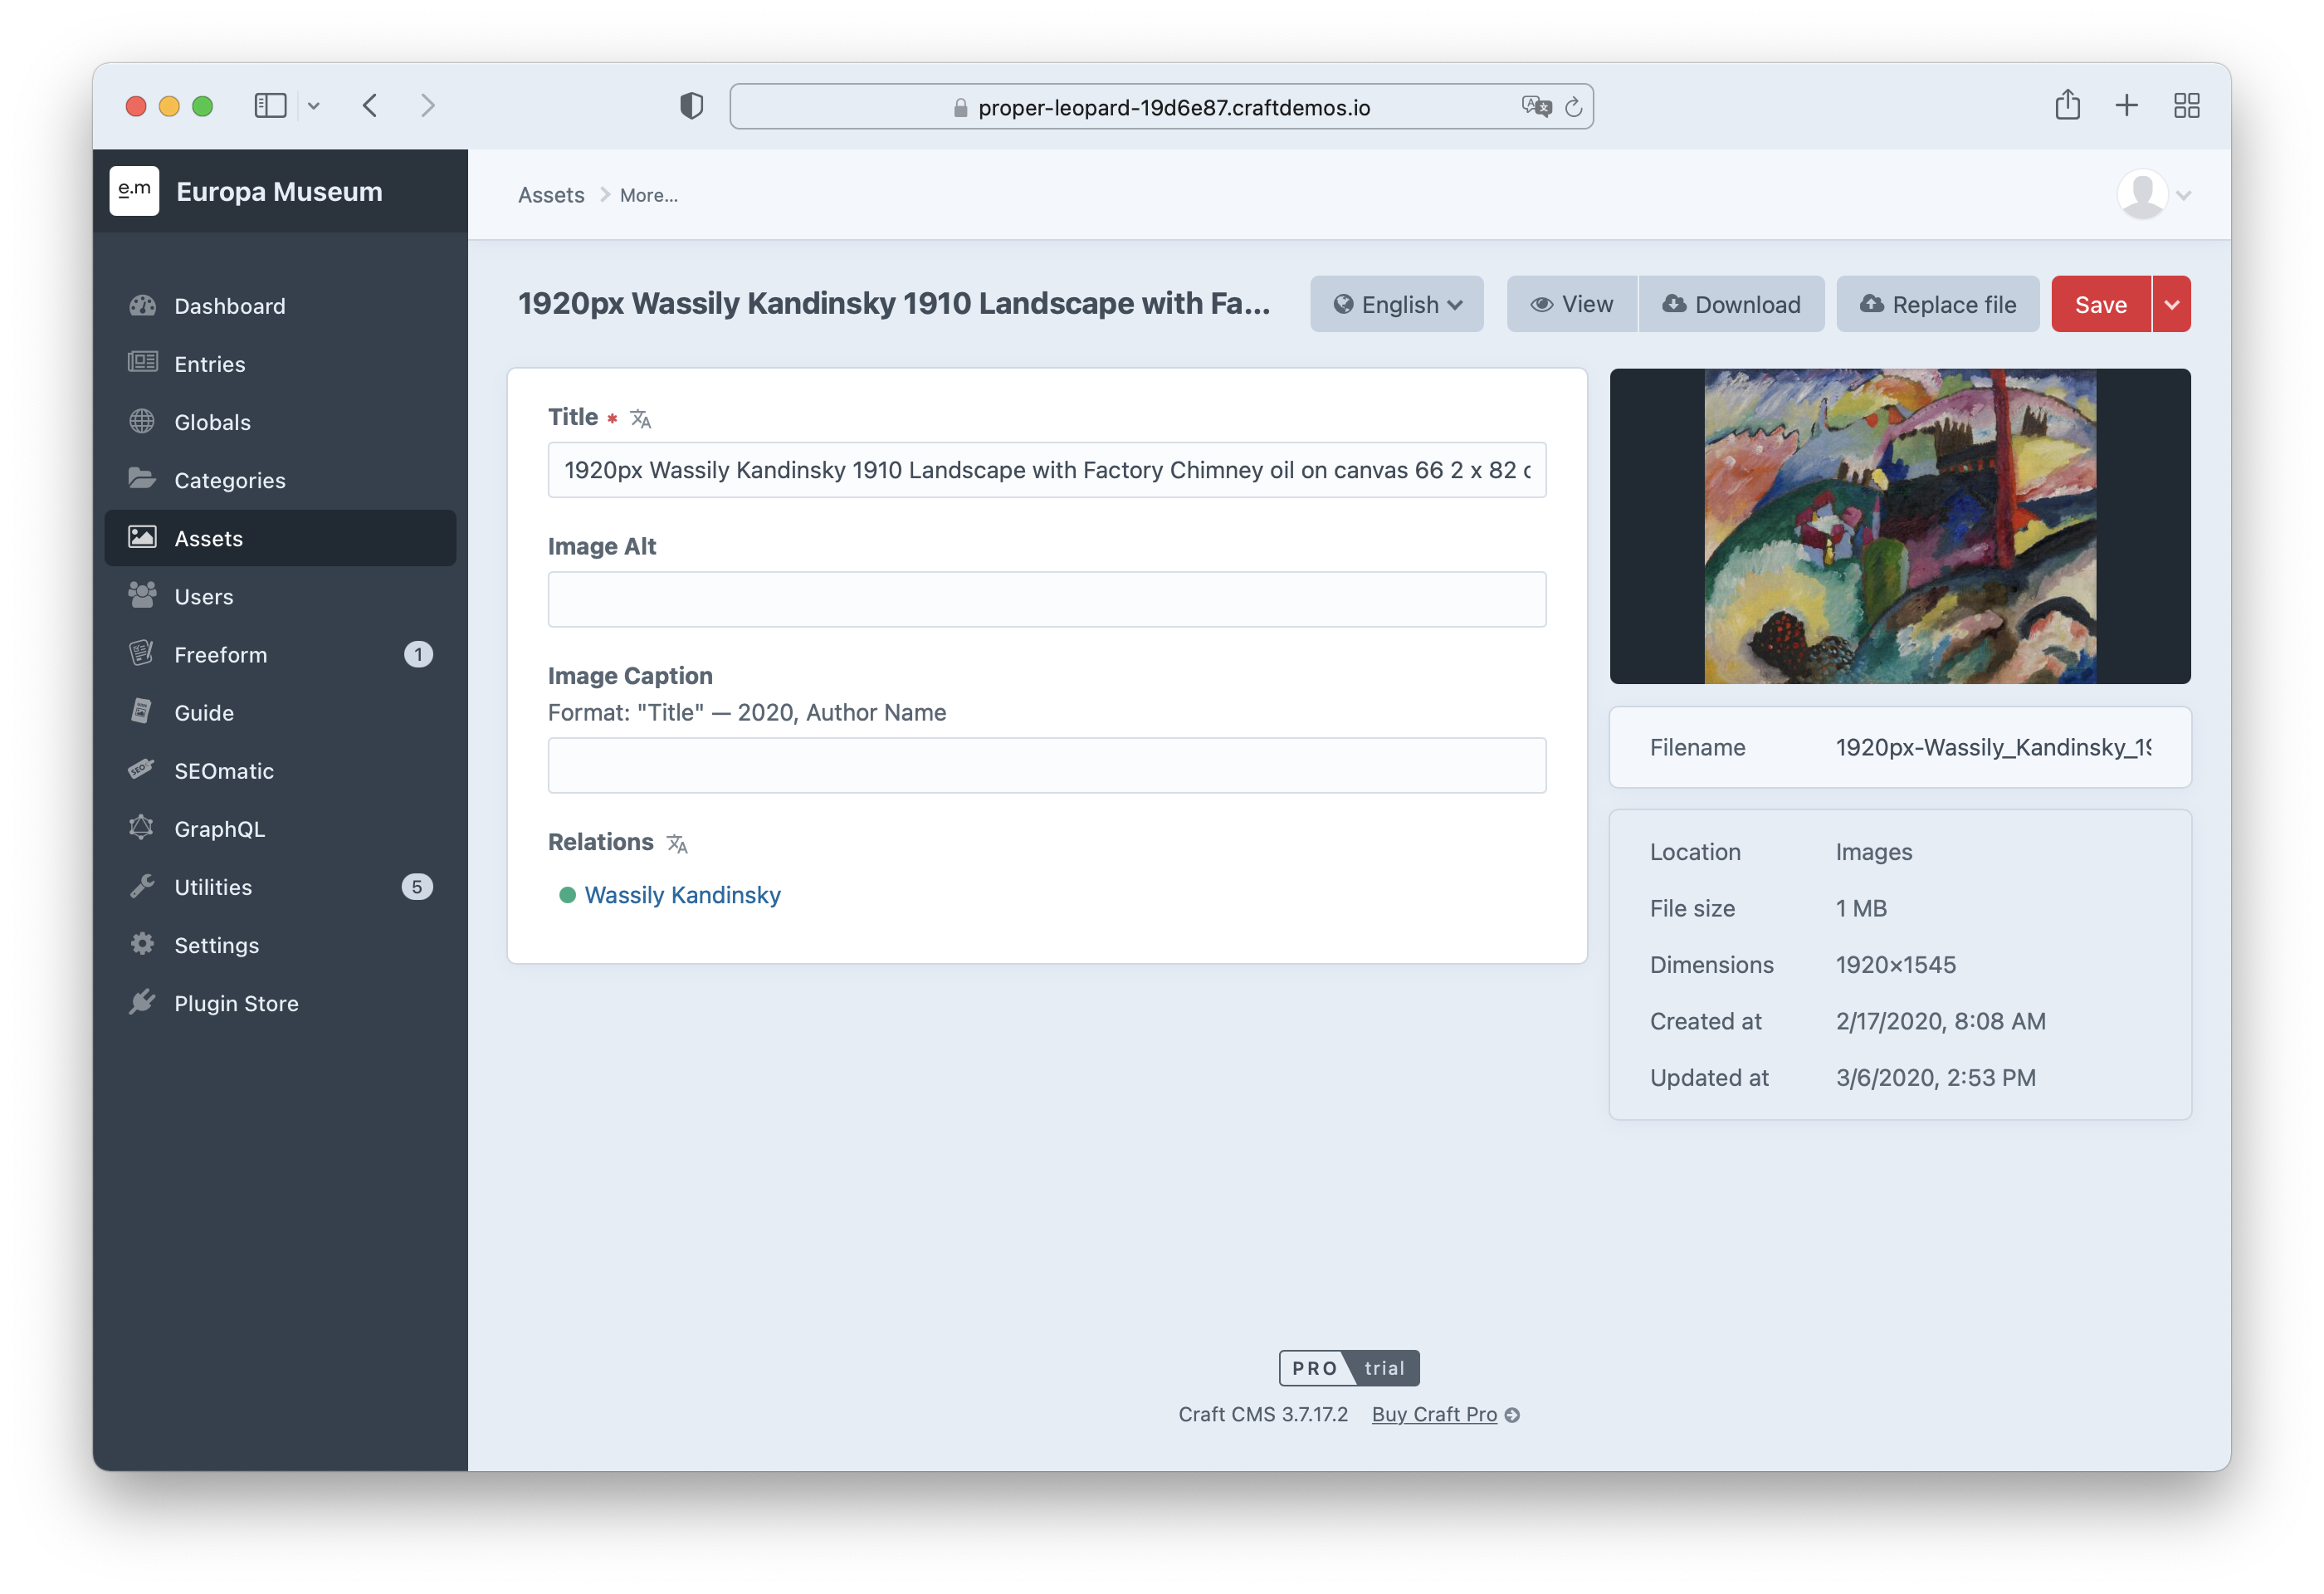 proper-leopard-19d6e87.craftdemos.io
e.m
Europa Museum
Dashboard
Entries
Globals
Categories
Assets
Users
Freeform 1
Guide
SEOmatic
GraphQL
Utilities 5
Settings
Plugin Store
Assets More...
1920px Wassily Kandinsky 1910 Landscape with Fa...
English
View
Download
Replace file
Save
Title *
1920px Wassily Kandinsky 1910 Landscape with Factory Chimney oil on canvas 66 2 x 82
Image Alt
Image Caption
Format: "Title" — 2020, Author Name
Relations
Wassily Kandinsky
Filename 1920px-Wassily_Kandinsky_19
Location Images
File size 1 MB
Dimensions 1920×1545
Created at 2/17/2020, 8:08 AM
Updated at 3/6/2020, 2:53 PM
PRO trial
Craft CMS 3.7.17.2 Buy Craft Pro